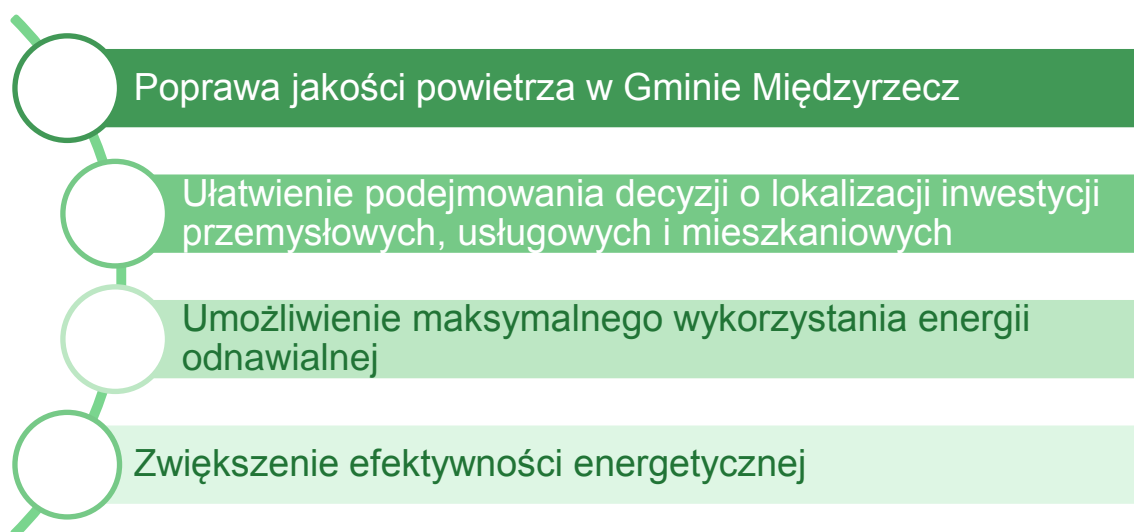 Poprawa jakości powietrza w Gminie Międzyrzecz
Ułatwienie podejmowania decyzji o lokalizacji inwestycji
przemysłowych, usługowych i mieszkaniowych
Umożliwienie maksymalnego wykorzystania energii
odnawialnej
Zwiększenie efektywności energetycznej